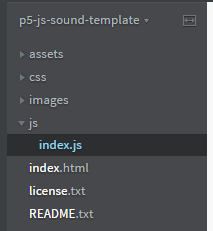 p5-js-sound-template
assets
css
images
js
index.js
index.html
license.txt
README.txt